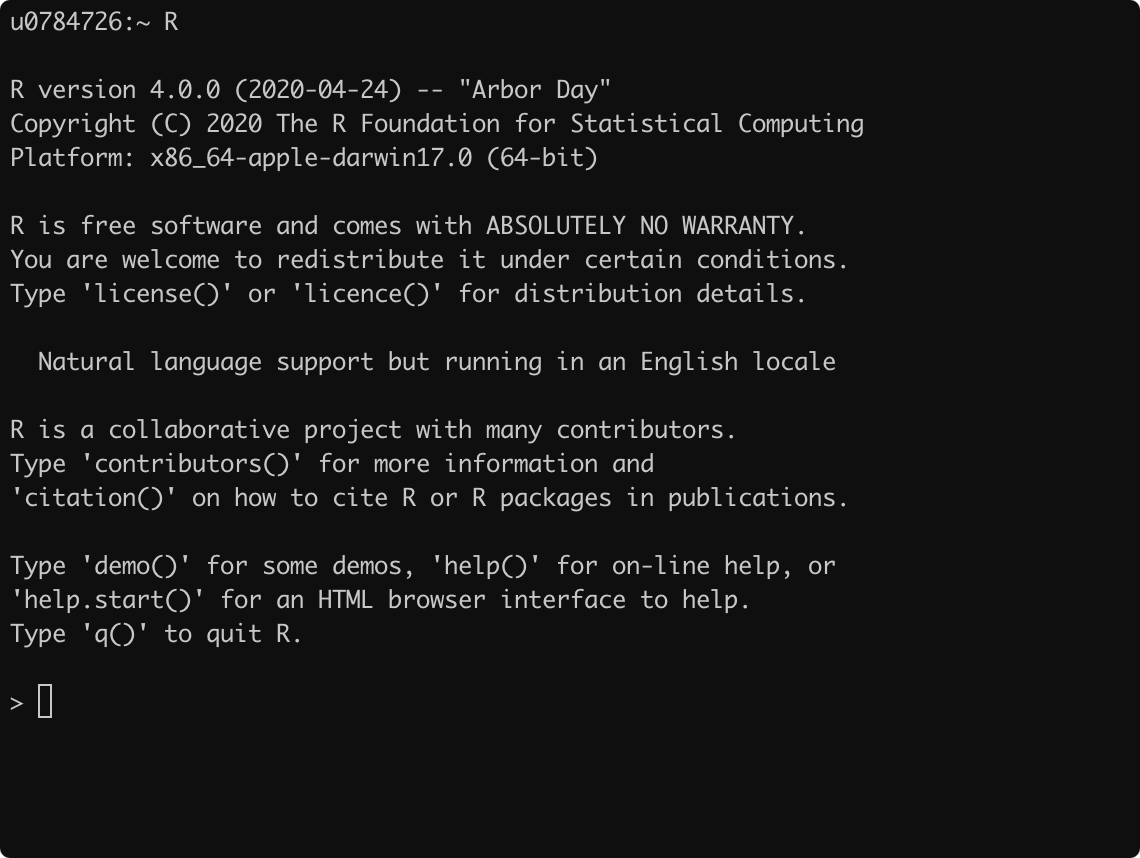 u0784726:~ R
R version 4.0.0 (2020-04-24) -- "Arbor Day"
Copyright (C) 2020 The R Foundation for Statistical Computing
Platform: x86_64-apple-darwin17.0 (64-bit)
R is free software and comes with ABSOLUTELY NO WARRANTY.
You are welcome to redistribute it under certain conditions.
Type 'license()' or 'licence()' for distribution details.
  Natural language support but running in an English locale
R is a collaborative project with many contributors.
Type 'contributors()' for more information and
'citation()' on how to cite R or R packages in publications.
Type 'demo()' for some demos, 'help()' for on-line help, or
'help.start()' for an HTML browser interface to help.
Type 'q()' to quit R.
>